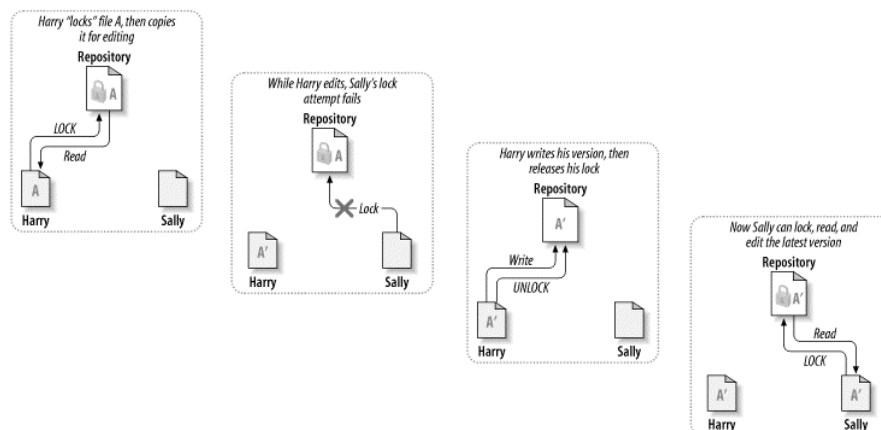 Harry “locks” file A, then copies
it for editing
Repository
A
LOCK
Read
A
Harry
Sally
While Harry edits, Sally’s lock
attempt fails
Repository
A
Lock
A′
Harry
Sally
Harry writes his version, then
releases his lock
Repository
A′
Write
UNLOCK
A′
Harry
Sally
Now Sally can lock, read, and
edit the latest version
Repository
A′
Read
LOCK
A′
Harry
A′
Sally